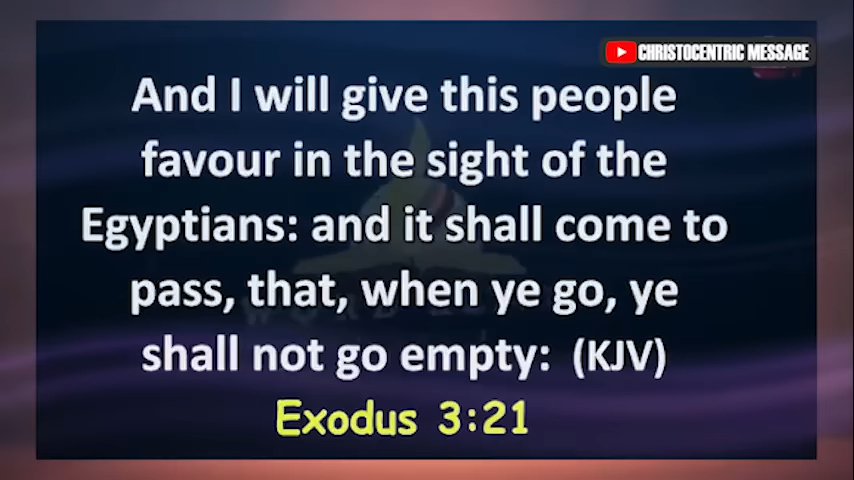 CHRISTOCENTRIC MESSAGE
And I will give this people
favour in the sight of the
Egyptians: and it shall come to
pass, that, when ye go, ye
shall not go empty: (KJV)
Exodus 3:21